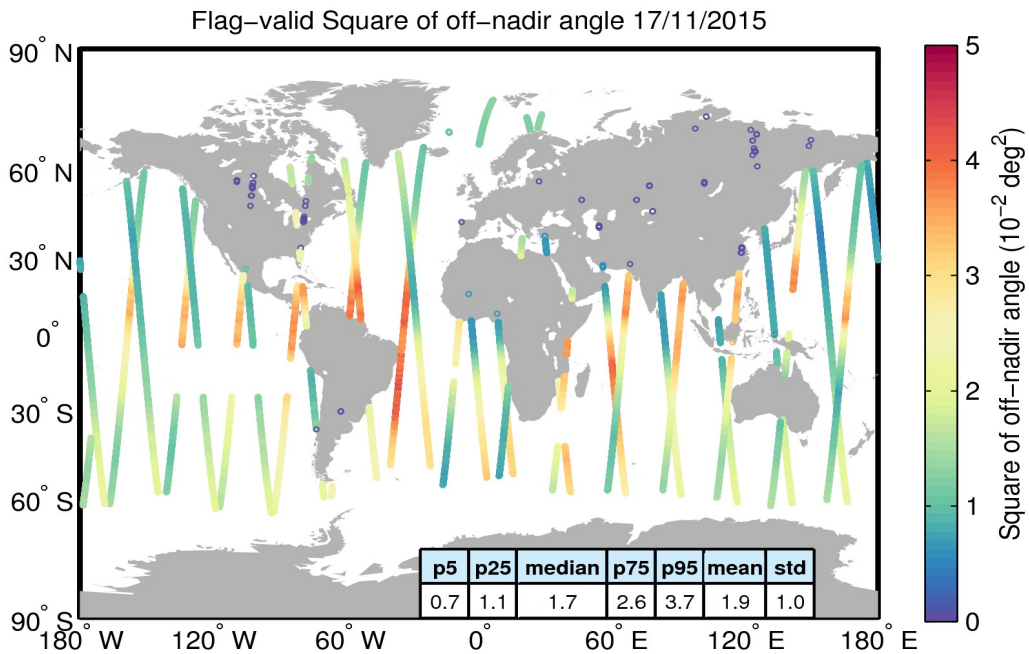 Flag−valid Square of off−nadir angle 17/11/2015
90° N
60° N
30° N
0°
30° S
60° S
90° S
180° W
120° W
60° W
0°
60° E
120° E
180° E
p5 p25 median p75 p95 mean std
0.7 1.1 1.7 2.6 3.7 1.9 1.0
5
4
3
2
1
0
Square of off−nadir angle (10⁻² deg²)